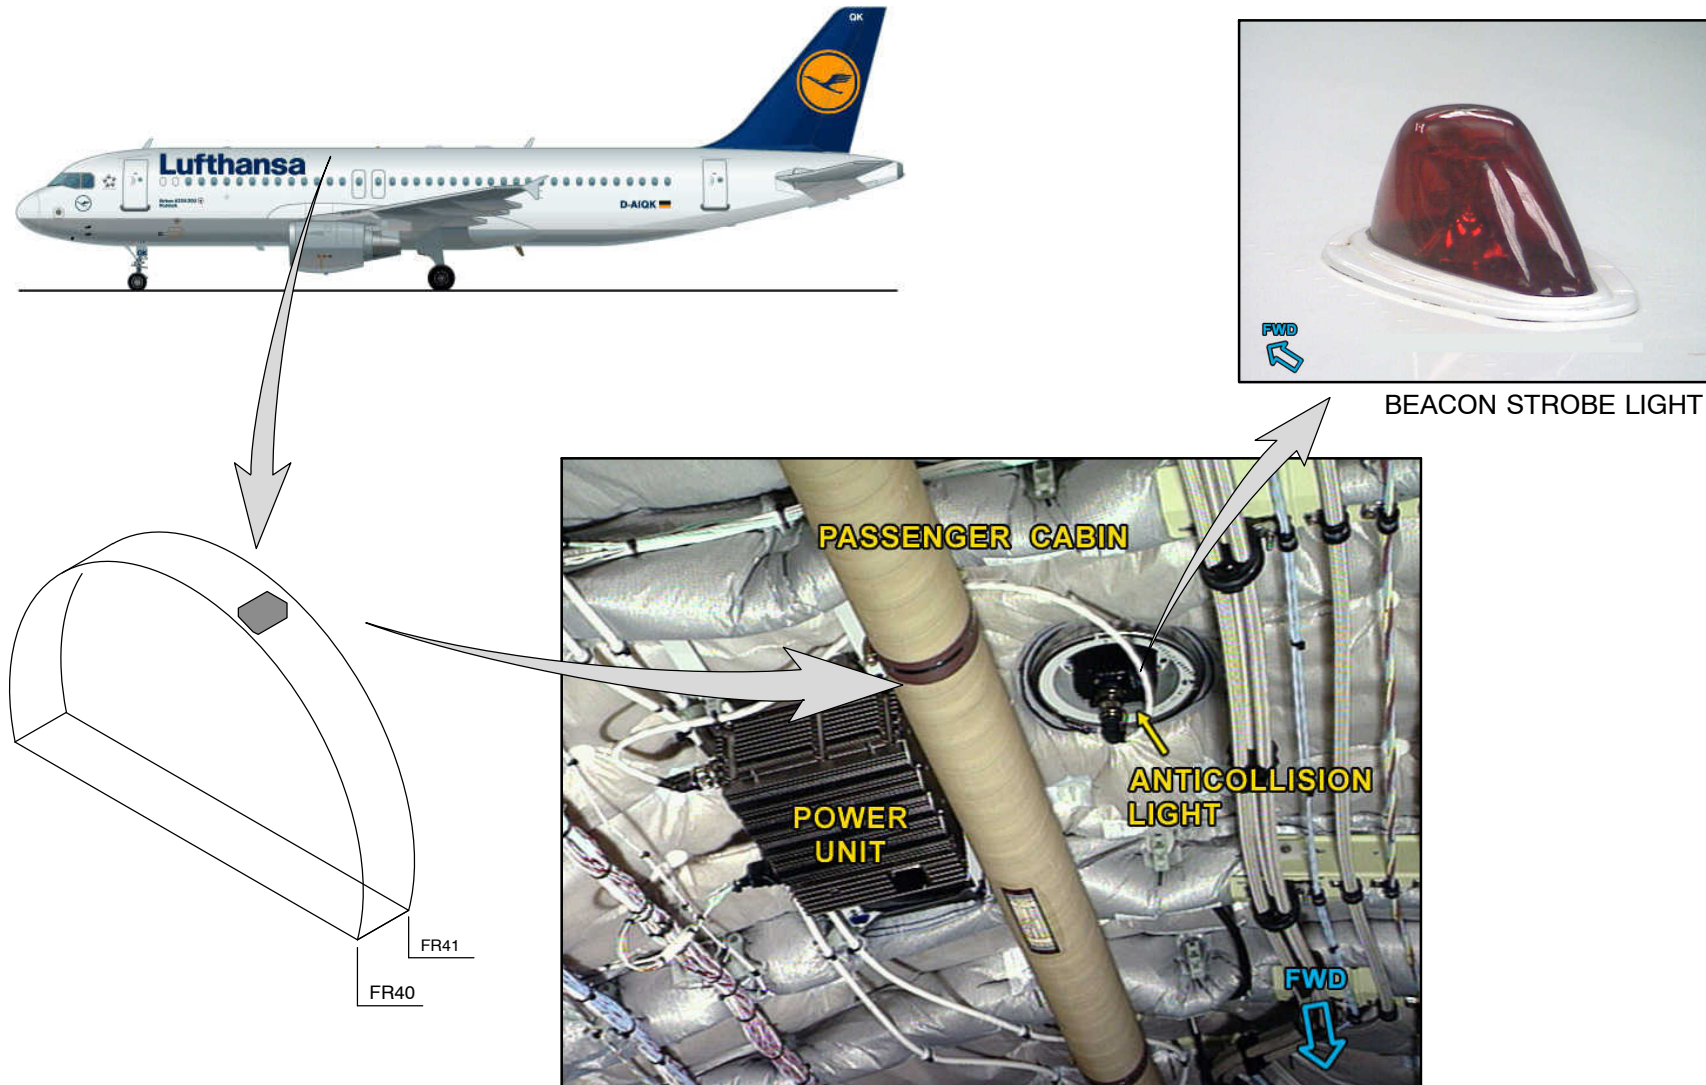 QK
Lufthansa
D-AIQK
FWD
BEACON STROBE LIGHT
PASSENGER CABIN
ANTICOLLISION
LIGHT
POWER
UNIT
FWD
FR41
FR40